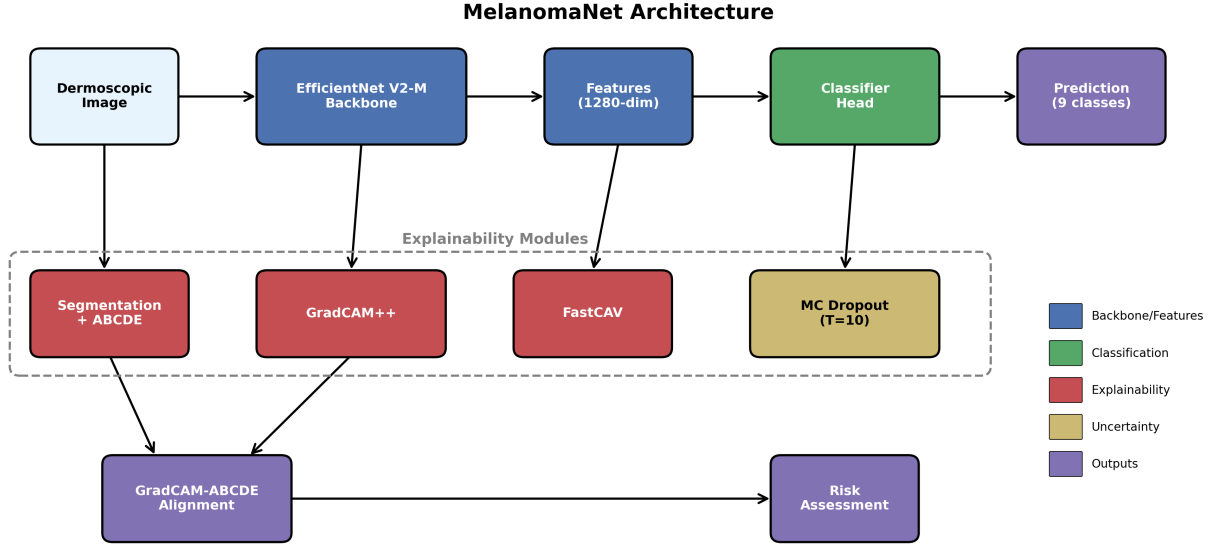 MelanomaNet Architecture
Dermoscopic
Image
EfficientNet V2-M
Backbone
Features
(1280-dim)
Classifier
Head
Prediction
(9 classes)
Explainability Modules
Segmentation
+ ABCDE
GradCAM++
FastCAV
MC Dropout
(T=10)
Backbone/Features
Classification
Explainability
Uncertainty
Outputs
GradCAM-ABCDE
Alignment
Risk
Assessment